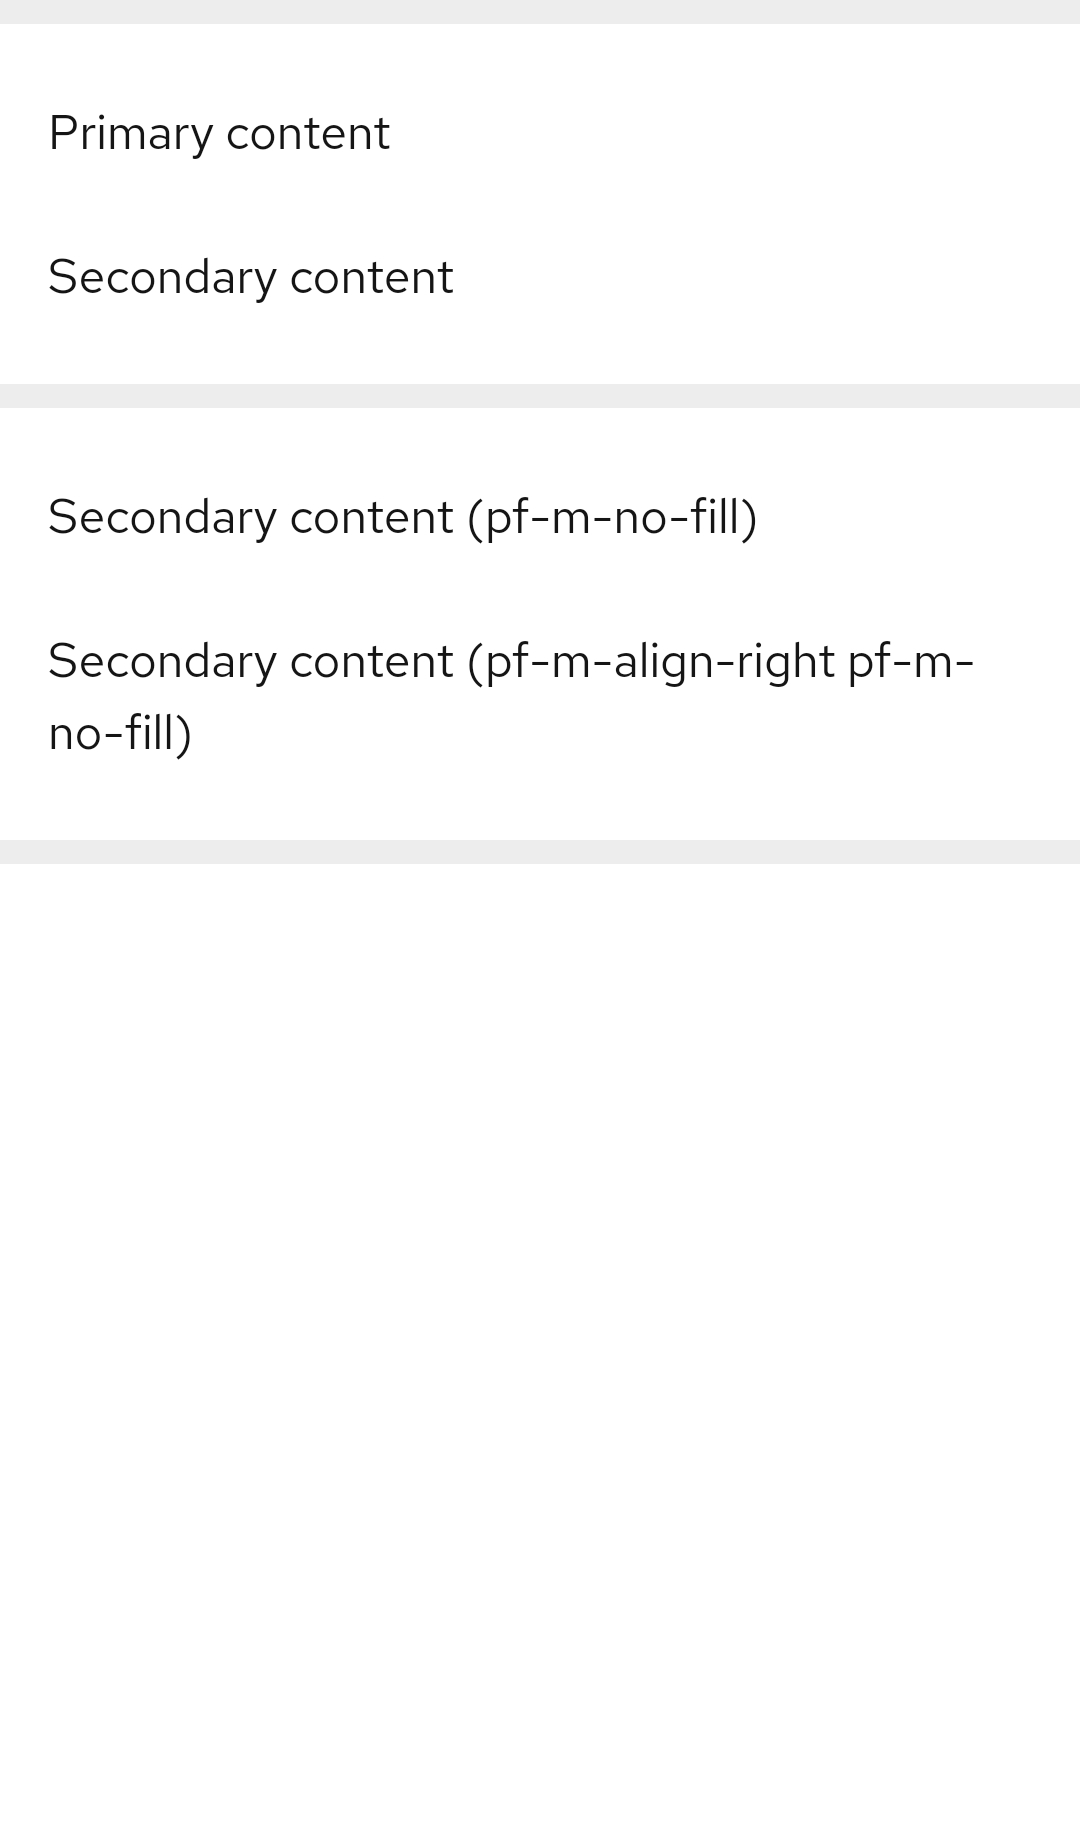 Primary content
Secondary content
Secondary content (pf-m-no-fill)
Secondary content (pf-m-align-right pf-m-
no-fill)